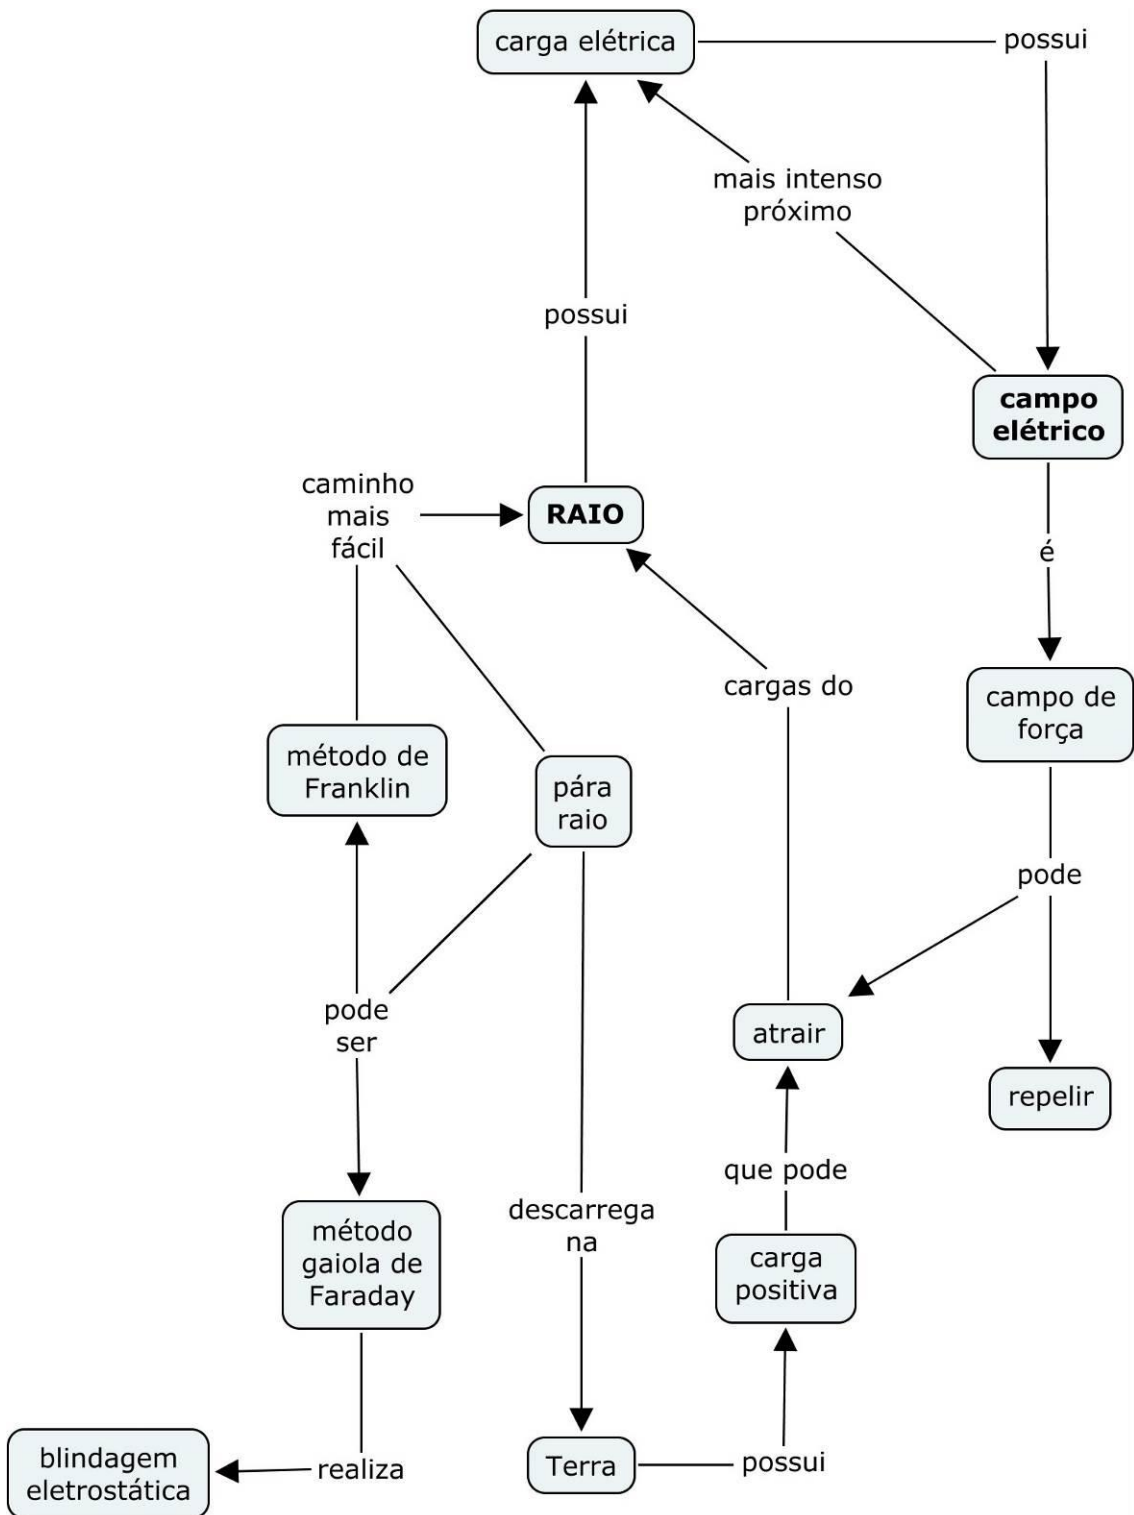 carga elétrica
possui
mais intenso
próximo
possui
campo
elétrico
caminho
mais
fácil
RAIO
é
cargas do
campo de
força
método de
Franklin
pára
raio
pode
pode
ser
atrair
repelir
que pode
descarrega
na
método
gaiola de
Faraday
carga
positiva
blindagem
eletrostática
realiza
Terra
possui